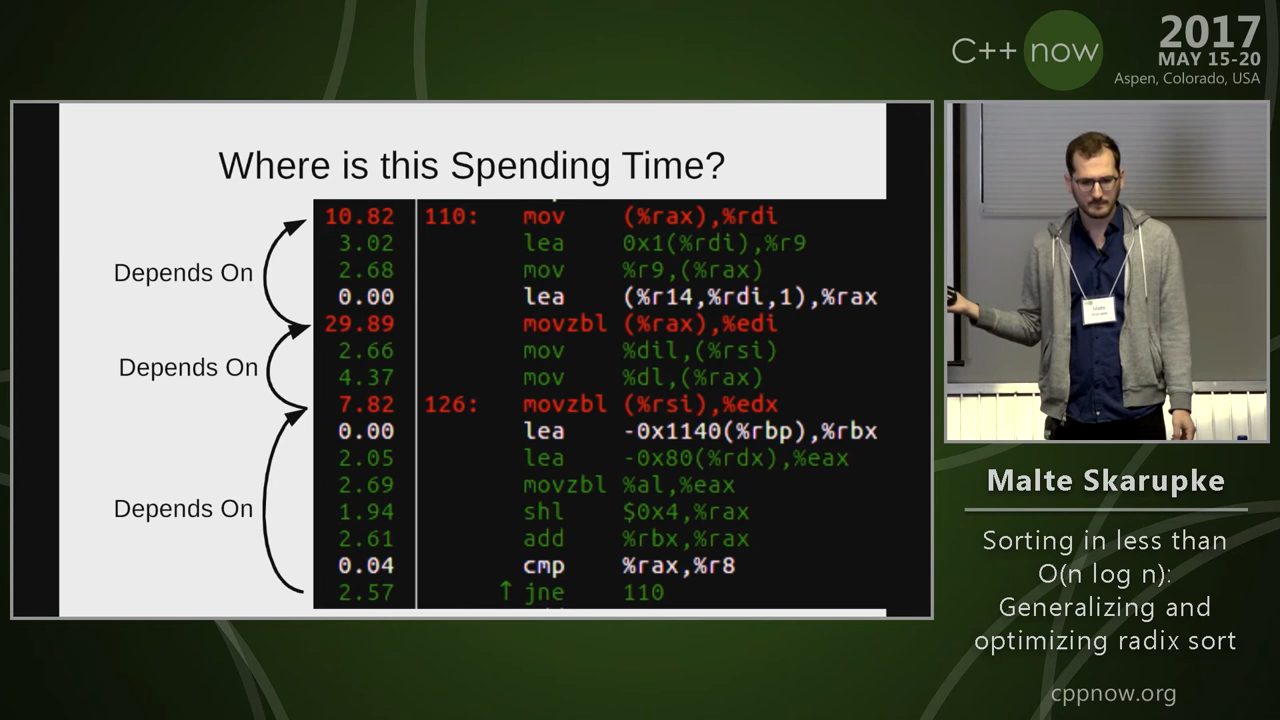 C++ now
2017
MAY 15-20
Aspen, Colorado, USA
Where is this Spending Time?
Depends On
Depends On
Depends On
10.82 110: mov (%rax),%rdi
3.02 lea 0x1(%rdi),%r9
2.68 mov %r9,(%rax)
0.00 lea (%r14,%rdi,1),%rax
29.89 movzbl (%rax),%edi
2.66 mov %dil,(%rsi)
4.37 mov %dl,(%rax)
7.82 126: movzbl (%rsi),%edx
0.00 lea -0x1140(%rbp),%rbx
2.05 lea -0x80(%rdx),%eax
2.69 movzbl %al,%eax
1.94 shl $0x4,%rax
2.61 add %rbx,%rax
0.04 cmp %rax,%r8
2.57 ↑ jne 110
Malte
Malte Skarupke
Sorting in less than
O(n log n):
Generalizing and
optimizing radix sort
cppnow.org